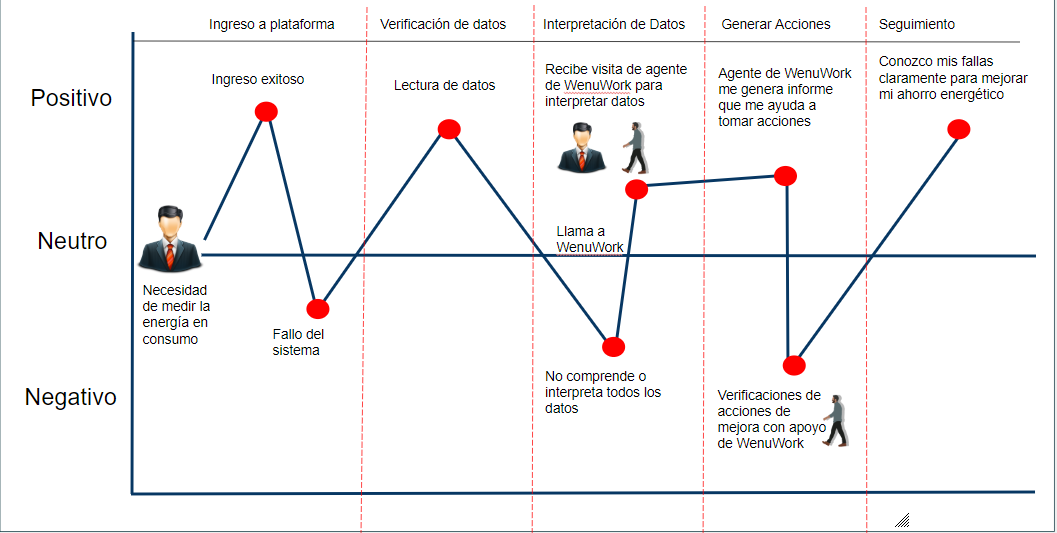 Ingreso a plataforma
Verificación de datos
Interpretación de Datos
Generar Acciones
Seguimiento
Positivo
Neutro
Negativo
Necesidad
de medir la
energía en
consumo
Ingreso exitoso
Fallo del
sistema
Lectura de datos
Recibe visita de agente
de WenuWork para
interpretar datos
Llama a
WenuWork
No comprende o
interpreta todos los
datos
Agente de WenuWork
me genera informe
que me ayuda a
tomar acciones
Verificaciones de
acciones de
mejora con apoyo
de WenuWork
Conozco mis fallas
claramente para mejorar
mi ahorro energético